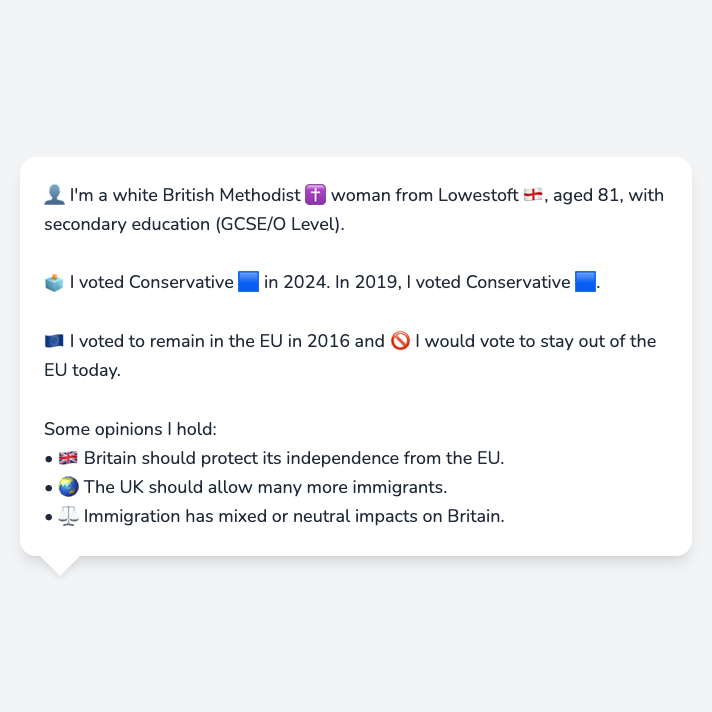 👤 I'm a white British Methodist ✝️ woman from Lowestoft 🏴󠁧󠁢󠁥󠁮󠁧󠁿, aged 81, with
secondary education (GCSE/O Level).
🗳️ I voted Conservative 🟦 in 2024. In 2019, I voted Conservative 🟦.
🇪🇺 I voted to remain in the EU in 2016 and 🚫 I would vote to stay out of the
EU today.
Some opinions I hold:
• 🇬🇧 Britain should protect its independence from the EU.
• 🌏 The UK should allow many more immigrants.
• ⚖️ Immigration has mixed or neutral impacts on Britain.